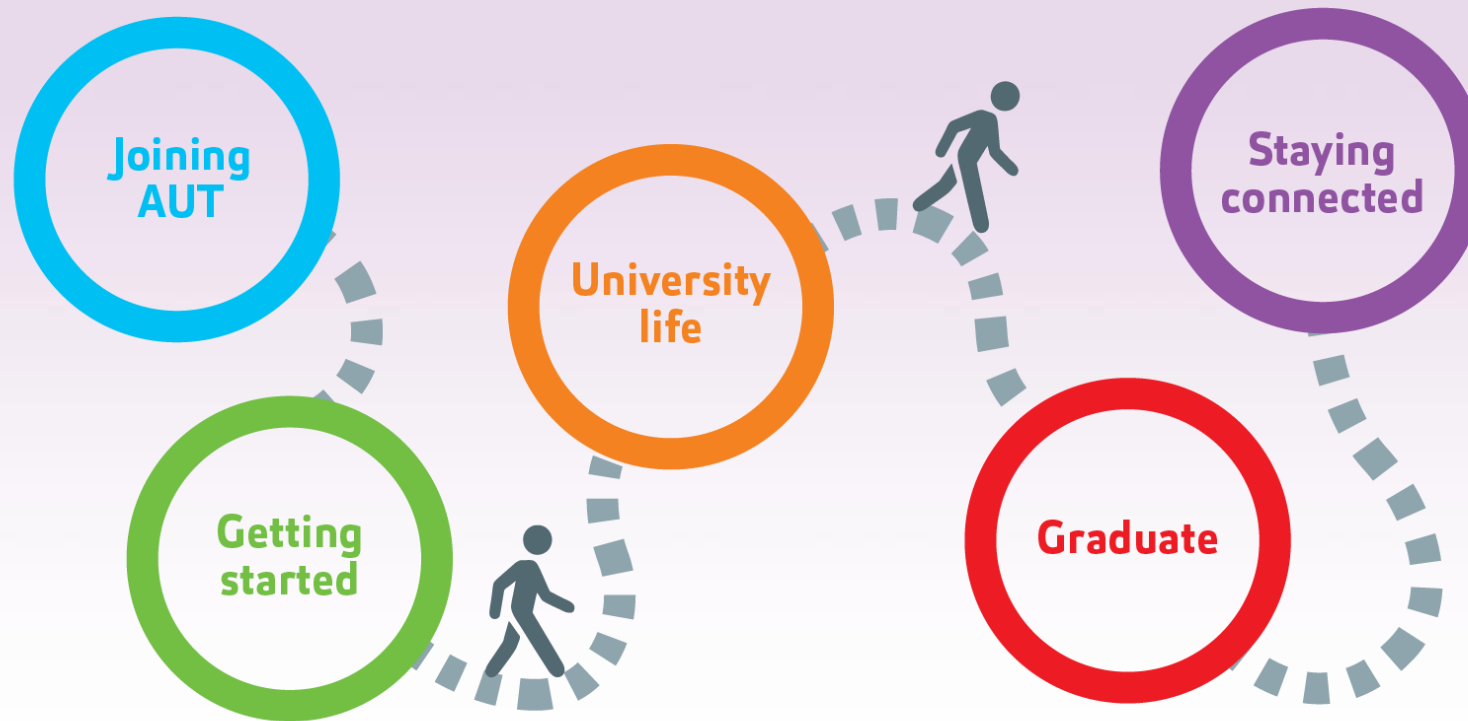 Joining
AUT
Getting
started
University
life
Graduate
Staying
connected